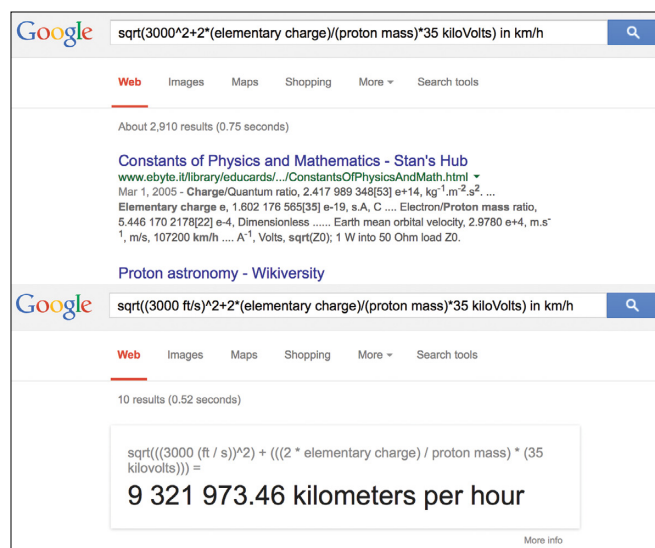 Google sqrt(3000^2+2*(elementary charge)/(proton mass)*35 kiloVolts) in km/h
Web Images Maps Shopping More Search tools
About 2,910 results (0.75 seconds)
Constants of Physics and Mathematics - Stan's Hub
www.ebyte.it/library/educards/.../ConstantsOfPhysicsAndMath.html
Mar 1, 2005 - Charge/Quantum ratio, 2.417 989 348[53] e+14, kg⁻¹.m⁻².s². ...
Elementary charge e, 1.602 176 565[35] e-19, s.A, C .... Electron/Proton mass ratio,
5.446 170 2178[22] e-4, Dimensionless ...... Earth mean orbital velocity, 2.9780 e+4, m.s⁻
¹, m/s, 107200 km/h .... A⁻¹, Volts, sqrt(Z0); 1 W into 50 Ohm load Z0.
Proton astronomy - Wikiversity
Google sqrt((3000 ft/s)^2+2*(elementary charge)/(proton mass)*35 kiloVolts) in km/h
Web Images Maps Shopping More Search tools
10 results (0.52 seconds)
sqrt(((3000 (ft / s))^2) + (((2 * elementary charge) / proton mass) * (35
kilovolts))) =
9 321 973.46 kilometers per hour
More info